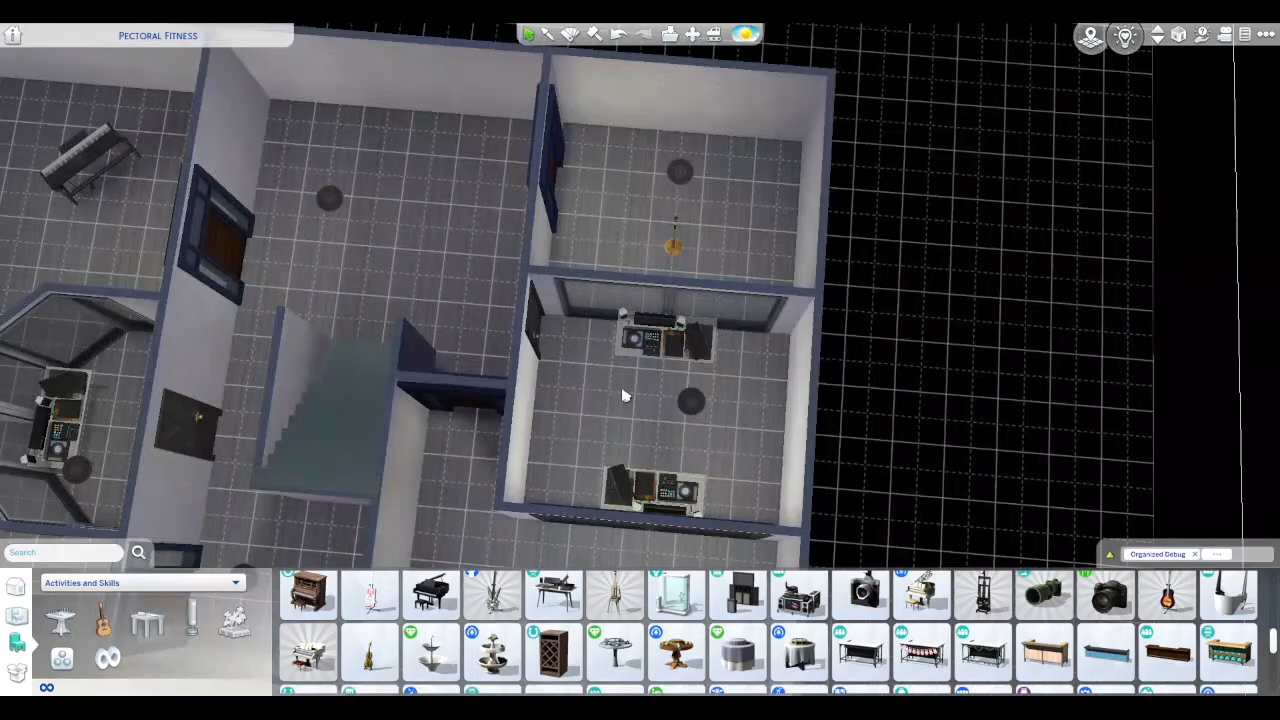 PECTORAL FITNESS
Organized Debug
Search
Activities and Skills